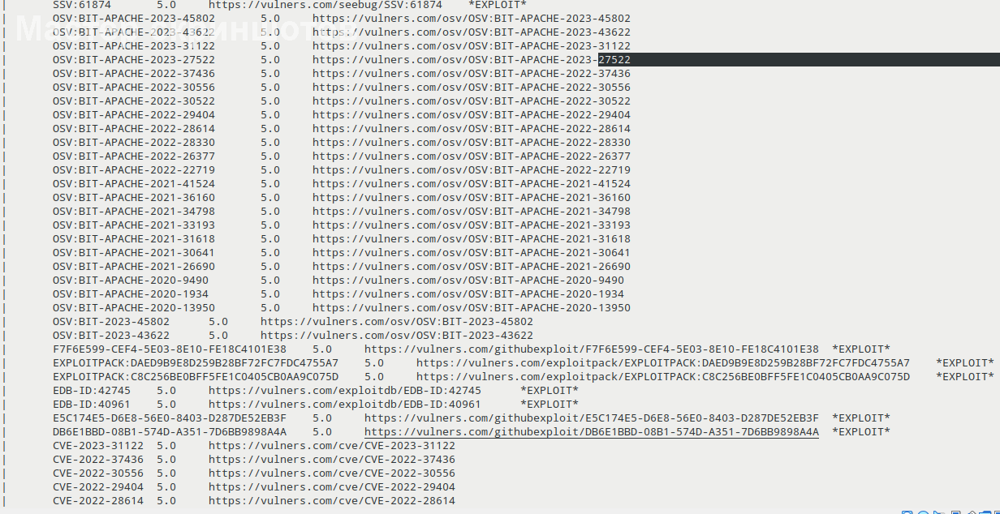 | SSV:61874 5.0 https://vulners.com/seebug/SSV:61874 *EXPLOIT*
| OSV:BIT-APACHE-2023-45802 5.0 https://vulners.com/osv/OSV:BIT-APACHE-2023-45802
| OSV:BIT-APACHE-2023-43622 5.0 https://vulners.com/osv/OSV:BIT-APACHE-2023-43622
| OSV:BIT-APACHE-2023-31122 5.0 https://vulners.com/osv/OSV:BIT-APACHE-2023-31122
| OSV:BIT-APACHE-2023-27522 5.0 https://vulners.com/osv/OSV:BIT-APACHE-2023-27522
| OSV:BIT-APACHE-2022-37436 5.0 https://vulners.com/osv/OSV:BIT-APACHE-2022-37436
| OSV:BIT-APACHE-2022-30556 5.0 https://vulners.com/osv/OSV:BIT-APACHE-2022-30556
| OSV:BIT-APACHE-2022-30522 5.0 https://vulners.com/osv/OSV:BIT-APACHE-2022-30522
| OSV:BIT-APACHE-2022-29404 5.0 https://vulners.com/osv/OSV:BIT-APACHE-2022-29404
| OSV:BIT-APACHE-2022-28614 5.0 https://vulners.com/osv/OSV:BIT-APACHE-2022-28614
| OSV:BIT-APACHE-2022-28330 5.0 https://vulners.com/osv/OSV:BIT-APACHE-2022-28330
| OSV:BIT-APACHE-2022-26377 5.0 https://vulners.com/osv/OSV:BIT-APACHE-2022-26377
| OSV:BIT-APACHE-2022-22719 5.0 https://vulners.com/osv/OSV:BIT-APACHE-2022-22719
| OSV:BIT-APACHE-2021-41524 5.0 https://vulners.com/osv/OSV:BIT-APACHE-2021-41524
| OSV:BIT-APACHE-2021-36160 5.0 https://vulners.com/osv/OSV:BIT-APACHE-2021-36160
| OSV:BIT-APACHE-2021-34798 5.0 https://vulners.com/osv/OSV:BIT-APACHE-2021-34798
| OSV:BIT-APACHE-2021-33193 5.0 https://vulners.com/osv/OSV:BIT-APACHE-2021-33193
| OSV:BIT-APACHE-2021-31618 5.0 https://vulners.com/osv/OSV:BIT-APACHE-2021-31618
| OSV:BIT-APACHE-2021-30641 5.0 https://vulners.com/osv/OSV:BIT-APACHE-2021-30641
| OSV:BIT-APACHE-2021-26690 5.0 https://vulners.com/osv/OSV:BIT-APACHE-2021-26690
| OSV:BIT-APACHE-2020-9490 5.0 https://vulners.com/osv/OSV:BIT-APACHE-2020-9490
| OSV:BIT-APACHE-2020-1934 5.0 https://vulners.com/osv/OSV:BIT-APACHE-2020-1934
| OSV:BIT-APACHE-2020-13950 5.0 https://vulners.com/osv/OSV:BIT-APACHE-2020-13950
| OSV:BIT-2023-45802 5.0 https://vulners.com/osv/OSV:BIT-2023-45802
| OSV:BIT-2023-43622 5.0 https://vulners.com/osv/OSV:BIT-2023-43622
| F7F6E599-CEF4-5E03-8E10-FE18C4101E38 5.0 https://vulners.com/githubexploit/F7F6E599-CEF4-5E03-8E10-FE18C4101E38 *EXPLOIT*
| EXPLOITPACK:DAED9B9E8D259B28BF72FC7FDC4755A7 5.0 https://vulners.com/exploitpack/EXPLOITPACK:DAED9B9E8D259B28BF72FC7FDC4755A7 *EXPLOIT*
| EXPLOITPACK:C8C256BE0BFF5FE1C0405CB0AA9C075D 5.0 https://vulners.com/exploitpack/EXPLOITPACK:C8C256BE0BFF5FE1C0405CB0AA9C075D *EXPLOIT*
| EDB-ID:42745 5.0 https://vulners.com/exploitdb/EDB-ID:42745 *EXPLOIT*
| EDB-ID:40961 5.0 https://vulners.com/exploitdb/EDB-ID:40961 *EXPLOIT*
| E5C174E5-D6E8-56E0-8403-D287DE52EB3F 5.0 https://vulners.com/githubexploit/E5C174E5-D6E8-56E0-8403-D287DE52EB3F *EXPLOIT*
| DB6E1BBD-08B1-574D-A351-7D6BB9898A4A 5.0 https://vulners.com/githubexploit/DB6E1BBD-08B1-574D-A351-7D6BB9898A4A *EXPLOIT*
| CVE-2023-31122 5.0 https://vulners.com/cve/CVE-2023-31122
| CVE-2022-37436 5.0 https://vulners.com/cve/CVE-2022-37436
| CVE-2022-30556 5.0 https://vulners.com/cve/CVE-2022-30556
| CVE-2022-29404 5.0 https://vulners.com/cve/CVE-2022-29404
| CVE-2022-28614 5.0 https://vulners.com/cve/CVE-2022-28614